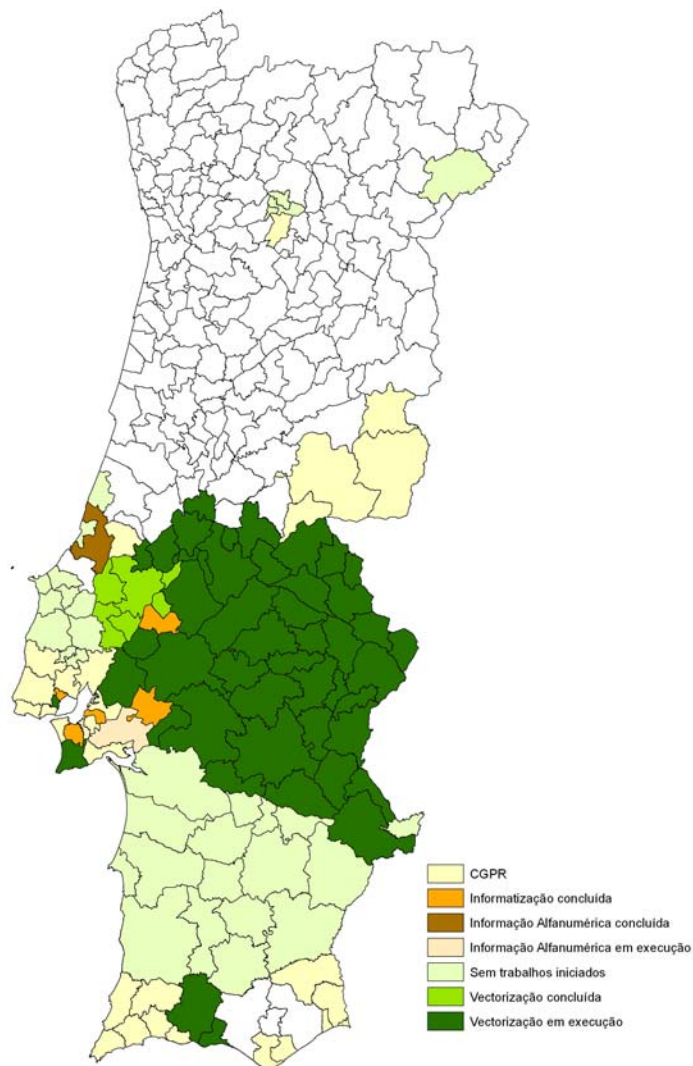 CGPR
Informatização concluída
Informação Alfanumérica concluída
Informação Alfanumérica em execução
Sem trabalhos iniciados
Vectorização concluída
Vectorização em execução